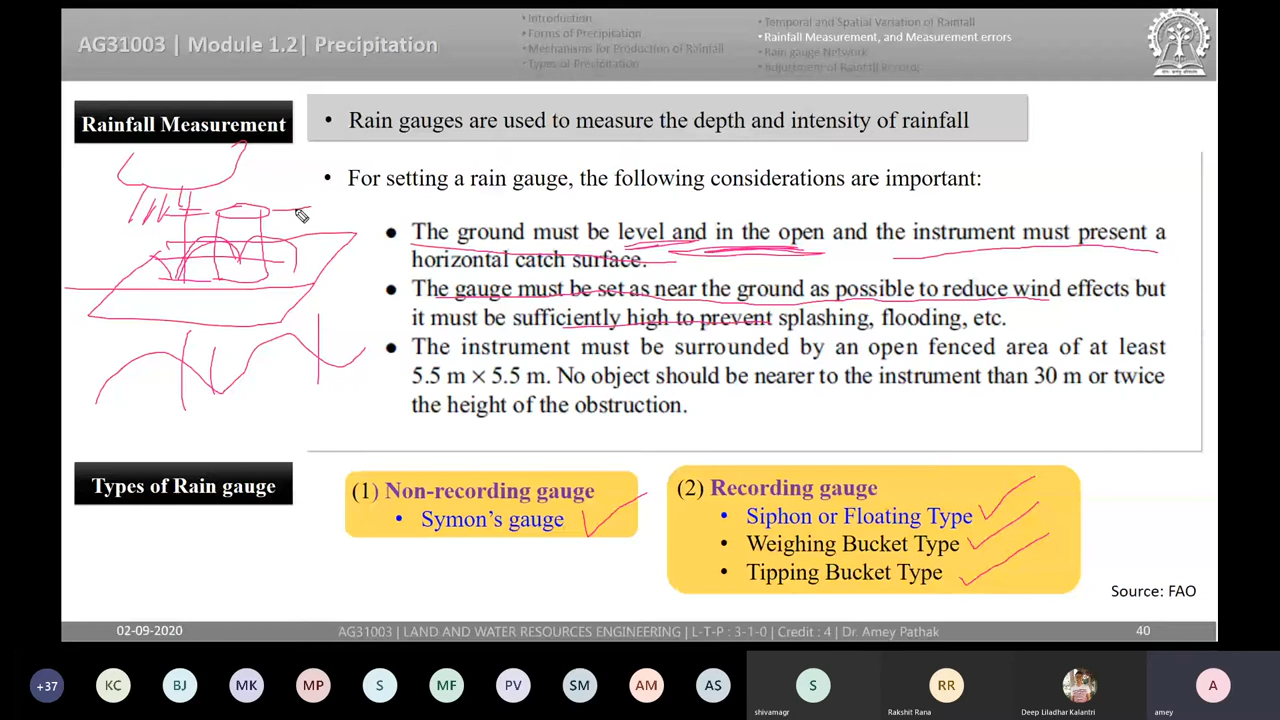 AG31003 | Module 1.2| Precipitation
Introduction
Forms of Precipitation
Mechanisms for Production of Rainfall
Types of Precipitation
Temporal and Spatial Variation of Rainfall
Rainfall Measurement, and Measurement errors
Rain gauge Network
Adjustment of Rainfall Record
Rainfall Measurement
• Rain gauges are used to measure the depth and intensity of rainfall
• For setting a rain gauge, the following considerations are important:
● The ground must be level and in the open and the instrument must present a
horizontal catch surface.
● The gauge must be set as near the ground as possible to reduce wind effects but
it must be sufficiently high to prevent splashing, flooding, etc.
● The instrument must be surrounded by an open fenced area of at least
5.5 m × 5.5 m. No object should be nearer to the instrument than 30 m or twice
the height of the obstruction.
Types of Rain gauge
(1) Non-recording gauge
• Symon’s gauge
(2) Recording gauge
• Siphon or Floating Type
• Weighing Bucket Type
• Tipping Bucket Type
Source: FAO
02-09-2020
AG31003 | LAND AND WATER RESOURCES ENGINEERING | L-T-P : 3-1-0 | Credit : 4 | Dr. Amey Pathak
40
+37
KC
BJ
MK
MP
S
MF
PV
SM
AM
AS
S
RR
A
shivamagr
Rakshit Rana
Deep Liladhar Kalantri
amey